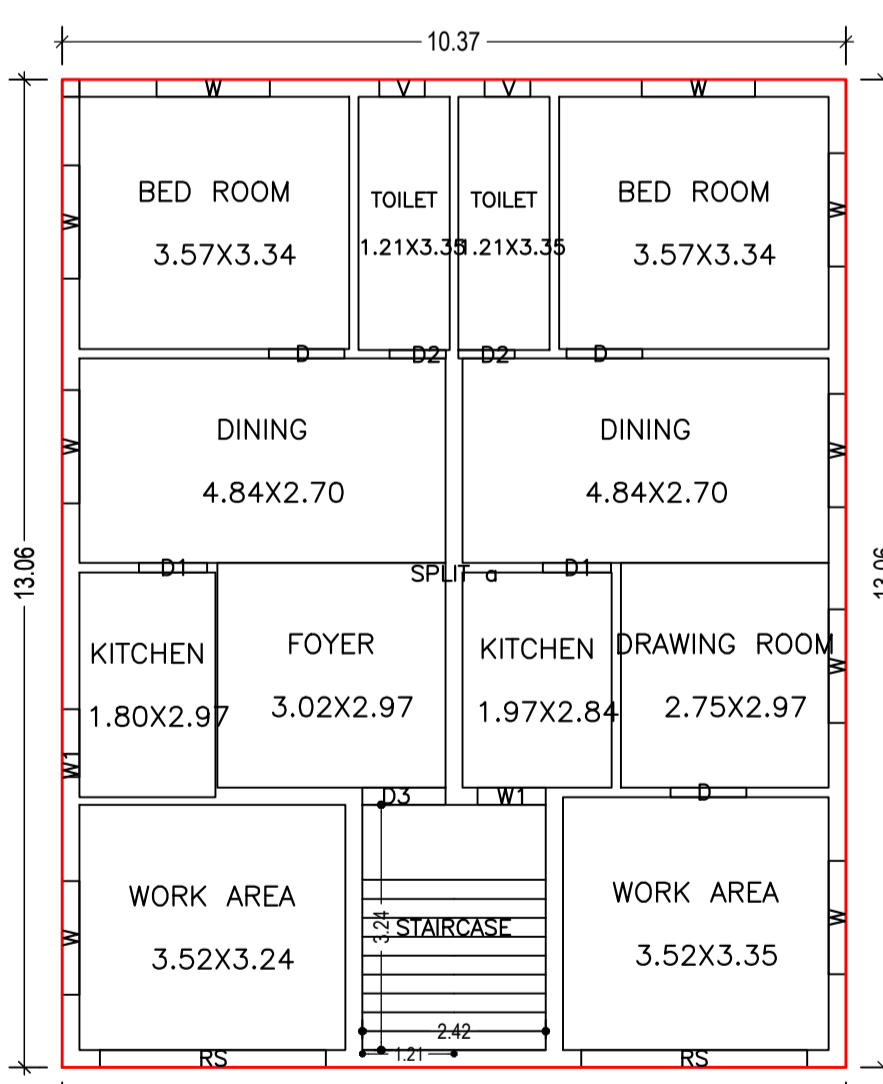 10.37
W V V W
BED ROOM TOILET TOILET BED ROOM
3.57X3.34 1.21X3.35 1.21X3.35 3.57X3.34
W W
D D2 D2 D
DINING DINING
4.84X2.70 4.84X2.70
W W
13.06 13.06
D1 SPLIT a D1
KITCHEN FOYER KITCHEN DRAWING ROOM
1.80X2.97 3.02X2.97 1.97X2.84 2.75X2.97
W
W1 D3 W1 D
WORK AREA STAIRCASE WORK AREA
3.52X3.24 3.24 3.52X3.35
W W
2.42
1.21
RS RS